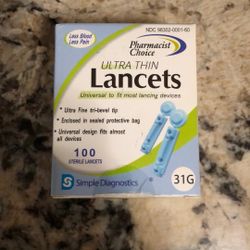 NDC 98302-0001-60
Less Blood
Less Pain
Pharmacist
Choice
ULTRA THIN
Lancets
Universal to fit most lancing devices
• Ultra Fine tri-bevel tip
• Enclosed in sealed protective bag
• Universal design fits almost
all devices
100
STERILE LANCETS
Simple Diagnostics
31G